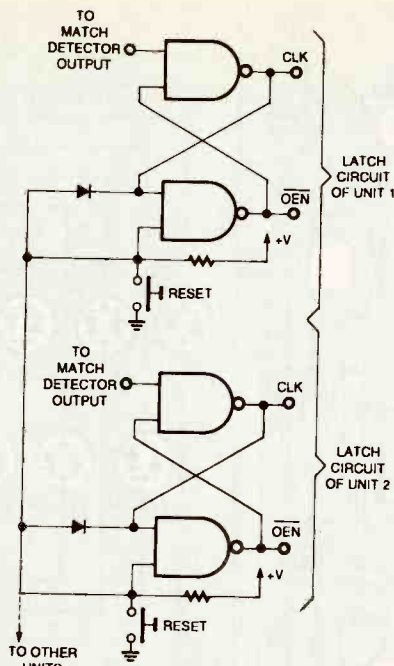 TO
MATCH
DETECTOR
OUTPUT
CLK
LATCH
CIRCUIT
OF UNIT 1
OEN
+V
RESET
TO
MATCH
DETECTOR
OUTPUT
CLK
LATCH
CIRCUIT
OF UNIT 2
OEN
+V
RESET
TO OTHER
UNITS